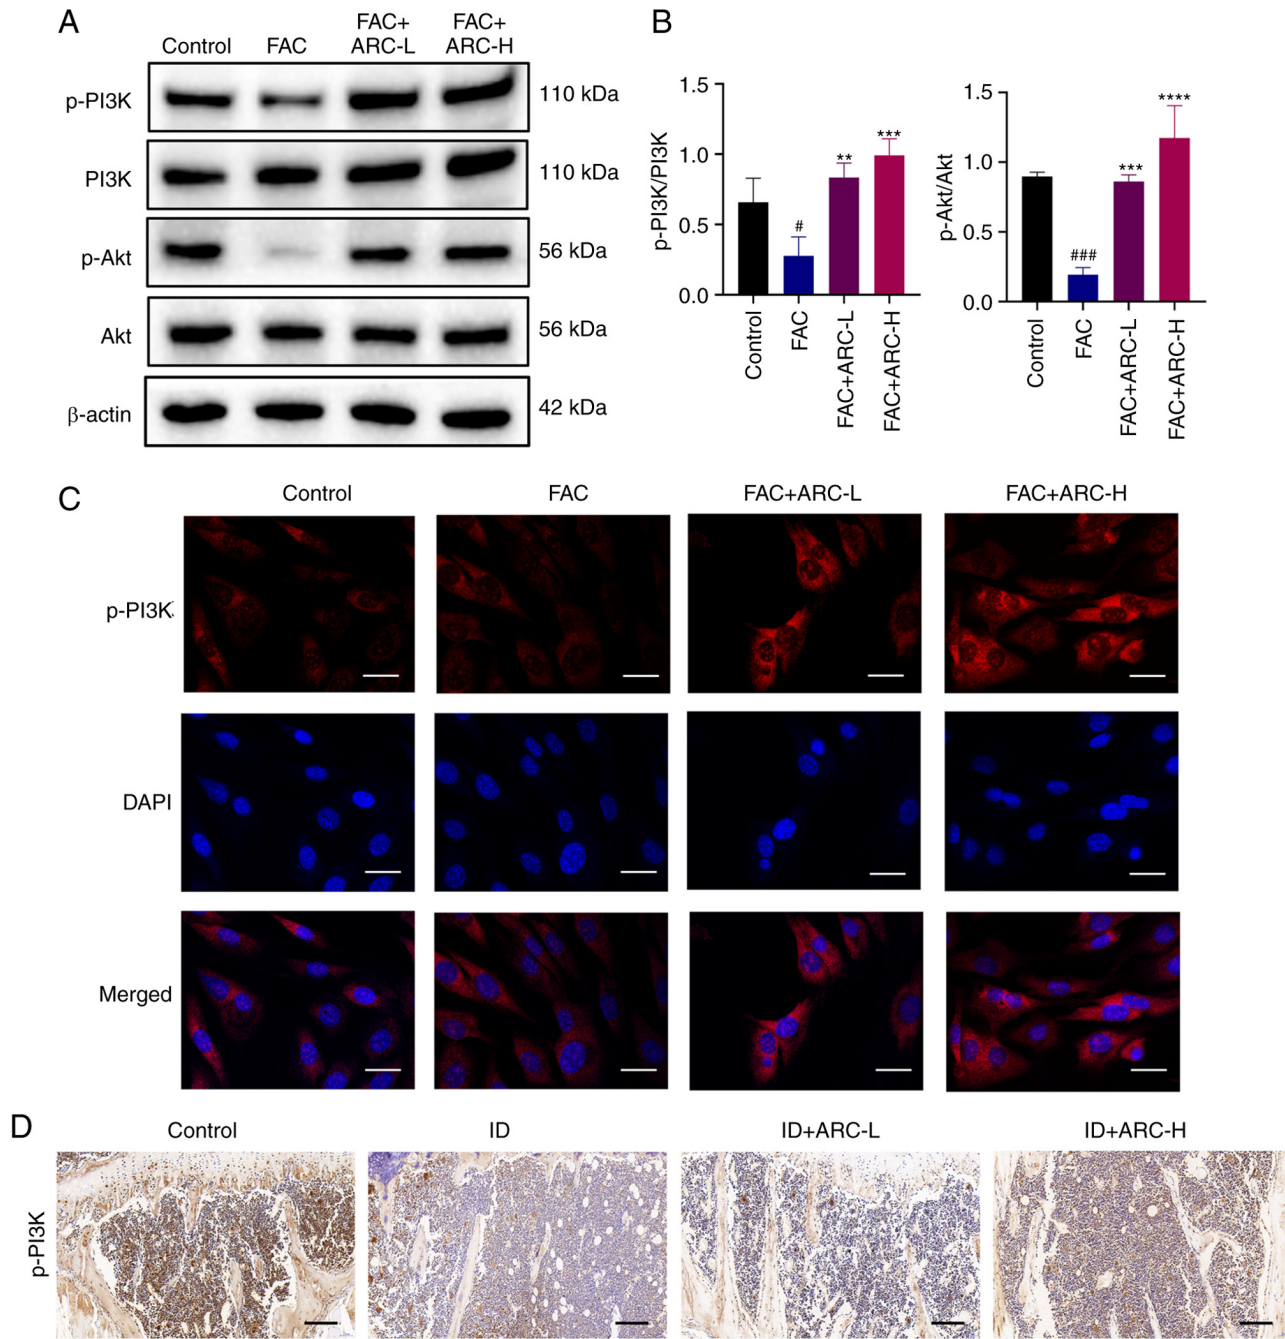 A
Control
FAC
FAC+
ARC-L
FAC+
ARC-H
p-PI3K
110 kDa
PI3K
110 kDa
p-Akt
56 kDa
Akt
56 kDa
β-actin
42 kDa
B
p-PI3K/PI3K
1.5
1.0
0.5
0.0
#
**
***
Control
FAC
FAC+ARC-L
FAC+ARC-H
p-Akt/Akt
1.5
1.0
0.5
0.0
###
***
****
Control
FAC
FAC+ARC-L
FAC+ARC-H
C
Control
FAC
FAC+ARC-L
FAC+ARC-H
p-PI3K
DAPI
Merged
D
Control
ID
ID+ARC-L
ID+ARC-H
p-PI3K